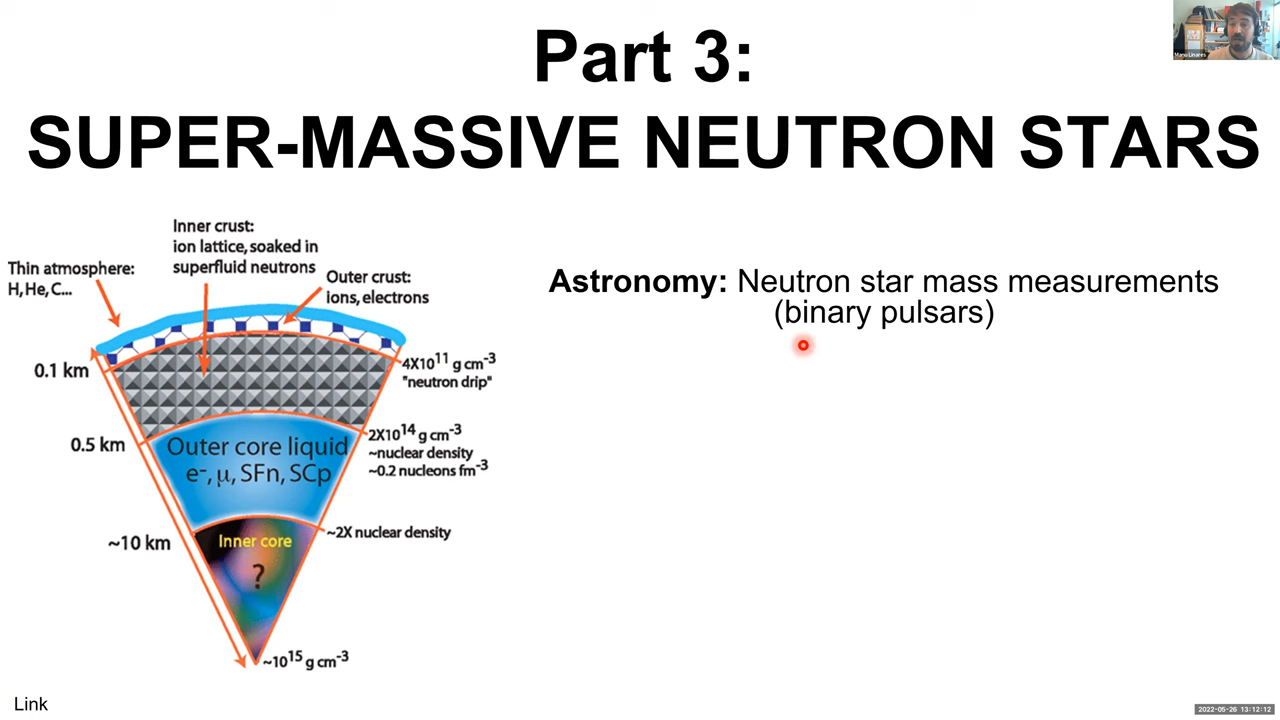 Part 3:
SUPER-MASSIVE NEUTRON STARS
Manu Linares
Inner crust:
ion lattice, soaked in
superfluid neutrons
Thin atmosphere:
H, He, C...
Outer crust:
ions, electrons
Astronomy: Neutron star mass measurements
(binary pulsars)
0.1 km
4X10¹¹ g cm⁻³
"neutron drip"
0.5 km
2X10¹⁴ g cm⁻³
~nuclear density
~0.2 nucleons fm⁻³
Outer core liquid
e⁻, μ, SFn, SCp
~2X nuclear density
~10 km
Inner core
?
~10¹⁵ g cm⁻³
Link
2022-05-26 13:12:12